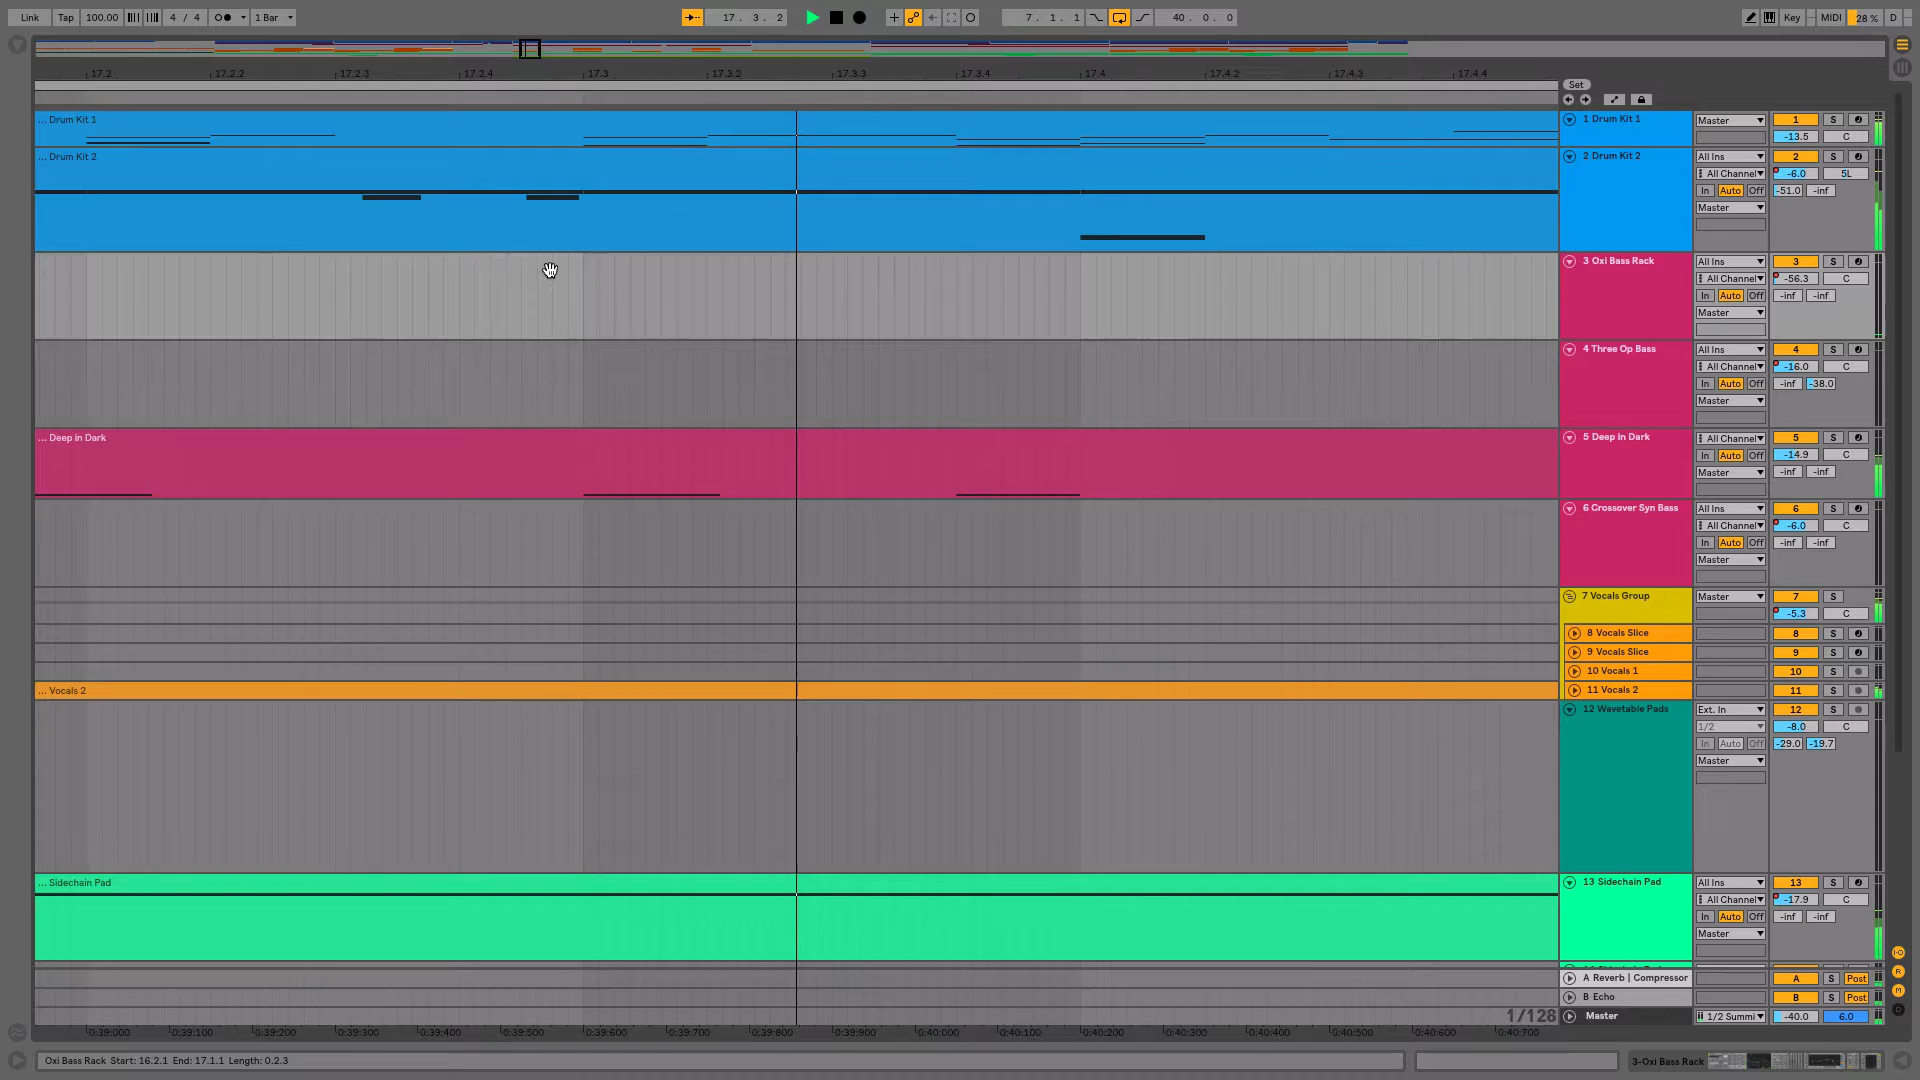 Link Tap 100.00 4 / 4 1 Bar 17. 3. 2 7. 1. 1 40. 0. 0 Key MIDI 28 % D
17.2 17.2.2 17.2.3 17.2.4 17.3 17.3.2 17.3.3 17.3.4 17.4 17.4.2 17.4.3 17.4.4
Set
... Drum Kit 1 1 Drum Kit 1 Master 1 S
-13.5 C
... Drum Kit 2 2 Drum Kit 2 All Ins 2 S
All Channel -6.0 5L
In Auto Off -51.0 -inf
Master
3 Oxi Bass Rack All Ins 3 S
All Channel -56.3 C
In Auto Off -inf -inf
Master
4 Three Op Bass All Ins 4 S
All Channel -16.0 C
In Auto Off -inf -38.0
Master
... Deep in Dark 5 Deep in Dark All Channel 5 S
In Auto Off -14.9 C
Master -inf -inf
6 Crossover Syn Bass All Ins 6 S
All Channel -6.0 C
In Auto Off -inf -inf
Master
7 Vocals Group Master 7 S
-5.3 C
8 Vocals Slice 8 S
9 Vocals Slice 9 S
10 Vocals 1 10 S
... Vocals 2 11 Vocals 2 11 S
12 Wavetable Pads Ext. In 12 S
1/2 -8.0 C
In Auto Off -29.0 -19.7
Master
... Sidechain Pad 13 Sidechain Pad All Ins 13 S
All Channel -17.9 C
In Auto Off -inf -inf
Master
A Reverb | Compressor A S Post
B Echo B S Post
1/128 Master 1/2 Summi -40.0 6.0
0:39:000 0:39:100 0:39:200 0:39:300 0:39:400 0:39:500 0:39:600 0:39:700 0:39:800 0:39:900 0:40:000 0:40:100 0:40:200 0:40:300 0:40:400 0:40:500 0:40:600 0:40:700
Oxi Bass Rack Start: 16.2.1 End: 17.1.1 Length: 0.2.3 3-Oxi Bass Rack